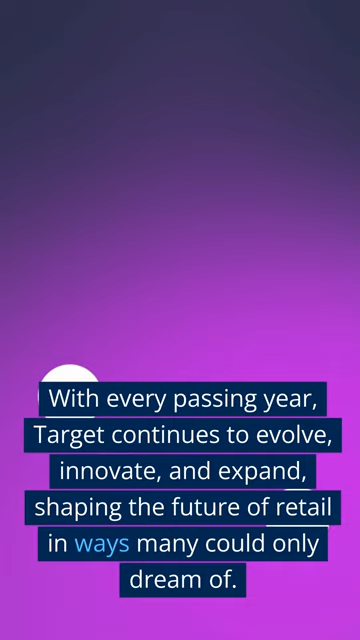 With every passing year,
Target continues to evolve,
innovate, and expand,
shaping the future of retail
in ways many could only
dream of.